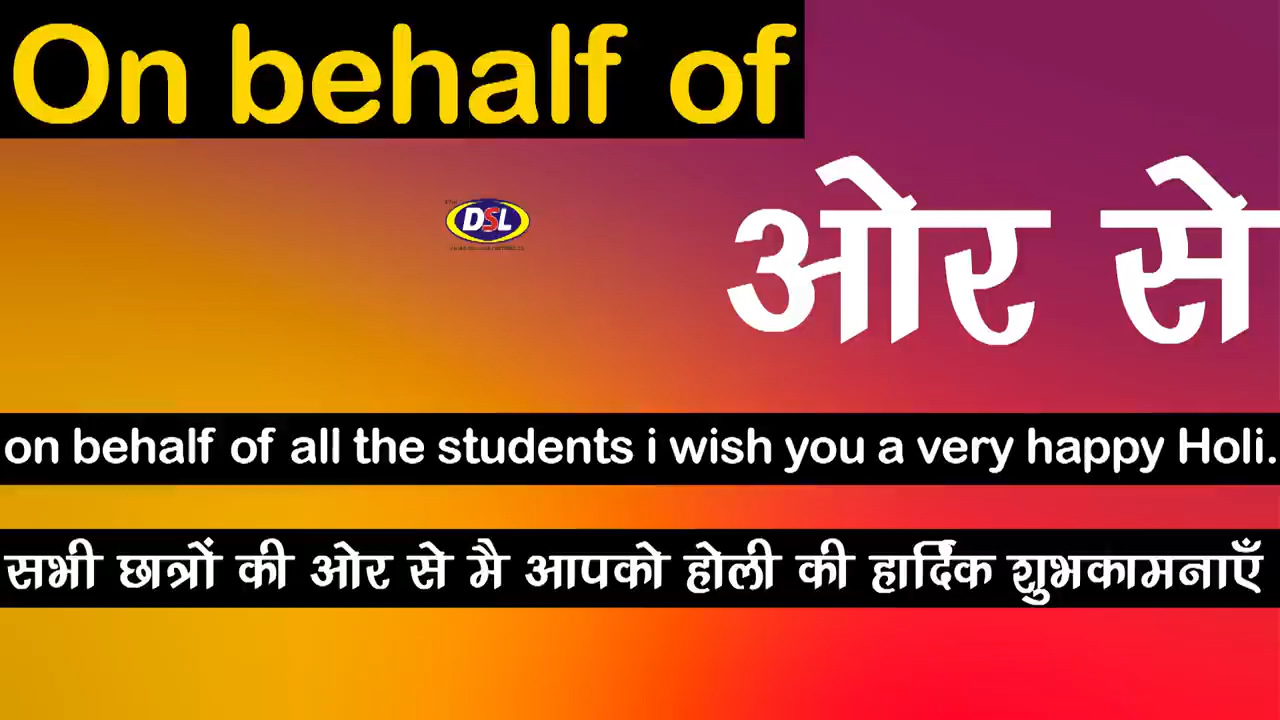 On behalf of
ओर से
DSL
on behalf of all the students i wish you a very happy Holi.
सभी छात्रों की ओर से मै आपको होली की हार्दिक शुभकामनाएँ